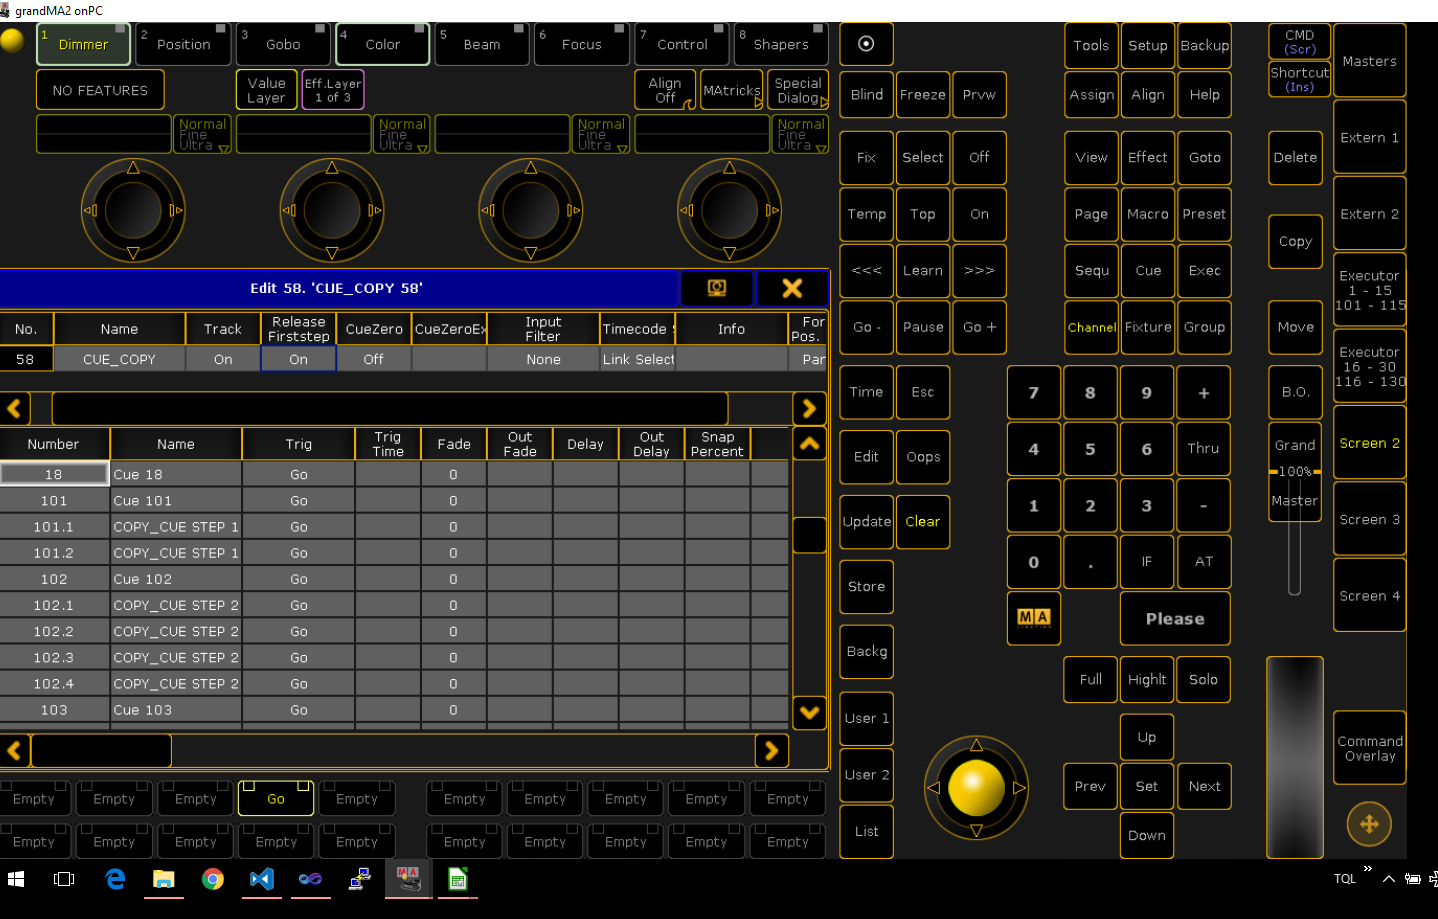 grandMA2 onPC
1 Dimmer
2 Position
3 Gobo
4 Color
5 Beam
6 Focus
7 Control
8 Shapers
NO FEATURES
Value
Layer
Eff.Layer
1 of 3
Align
Off
MAtricks
Special
Dialog
Normal
Fine
Ultra
Normal
Fine
Ultra
Normal
Fine
Ultra
Normal
Fine
Ultra
Edit 58. 'CUE_COPY 58'
No. Name Track Release Firststep CueZero CueZeroEx Input Filter Timecode Info For Pos.
58 CUE_COPY On On Off None Link Select Par
Number Name Trig Trig Time Fade Out Fade Delay Out Delay Snap Percent
18 Cue 18 Go 0
101 Cue 101 Go 0
101.1 COPY_CUE STEP 1 Go 0
101.2 COPY_CUE STEP 1 Go 0
102 Cue 102 Go 0
102.1 COPY_CUE STEP 2 Go 0
102.2 COPY_CUE STEP 2 Go 0
102.3 COPY_CUE STEP 2 Go 0
102.4 COPY_CUE STEP 2 Go 0
103 Cue 103 Go 0
Empty Empty Empty Go Empty Empty Empty Empty Empty Empty
Empty Empty Empty Empty Empty Empty Empty Empty Empty Empty
Tools Setup Backup
Blind Freeze Prvw Assign Align Help
Fix Select Off View Effect Goto
Temp Top On Page Macro Preset
<<< Learn >>> Sequ Cue Exec
Go - Pause Go + Channel Fixture Group
Time Esc 7 8 9 +
Edit Oops 4 5 6 Thru
Update Clear 1 2 3 -
0 . IF AT
Store
MA Please
Backg
Full Highlt Solo
User 1
Up
User 2
Prev Set Next
List
Down
CMD
(Scr)
Shortcut
(Ins)
Delete
Copy
Move
B.O.
Grand
100%
Master
Masters
Extern 1
Extern 2
Executor
1 - 15
101 - 115
Executor
16 - 30
116 - 130
Screen 2
Screen 3
Screen 4
Command
Overlay
TQL